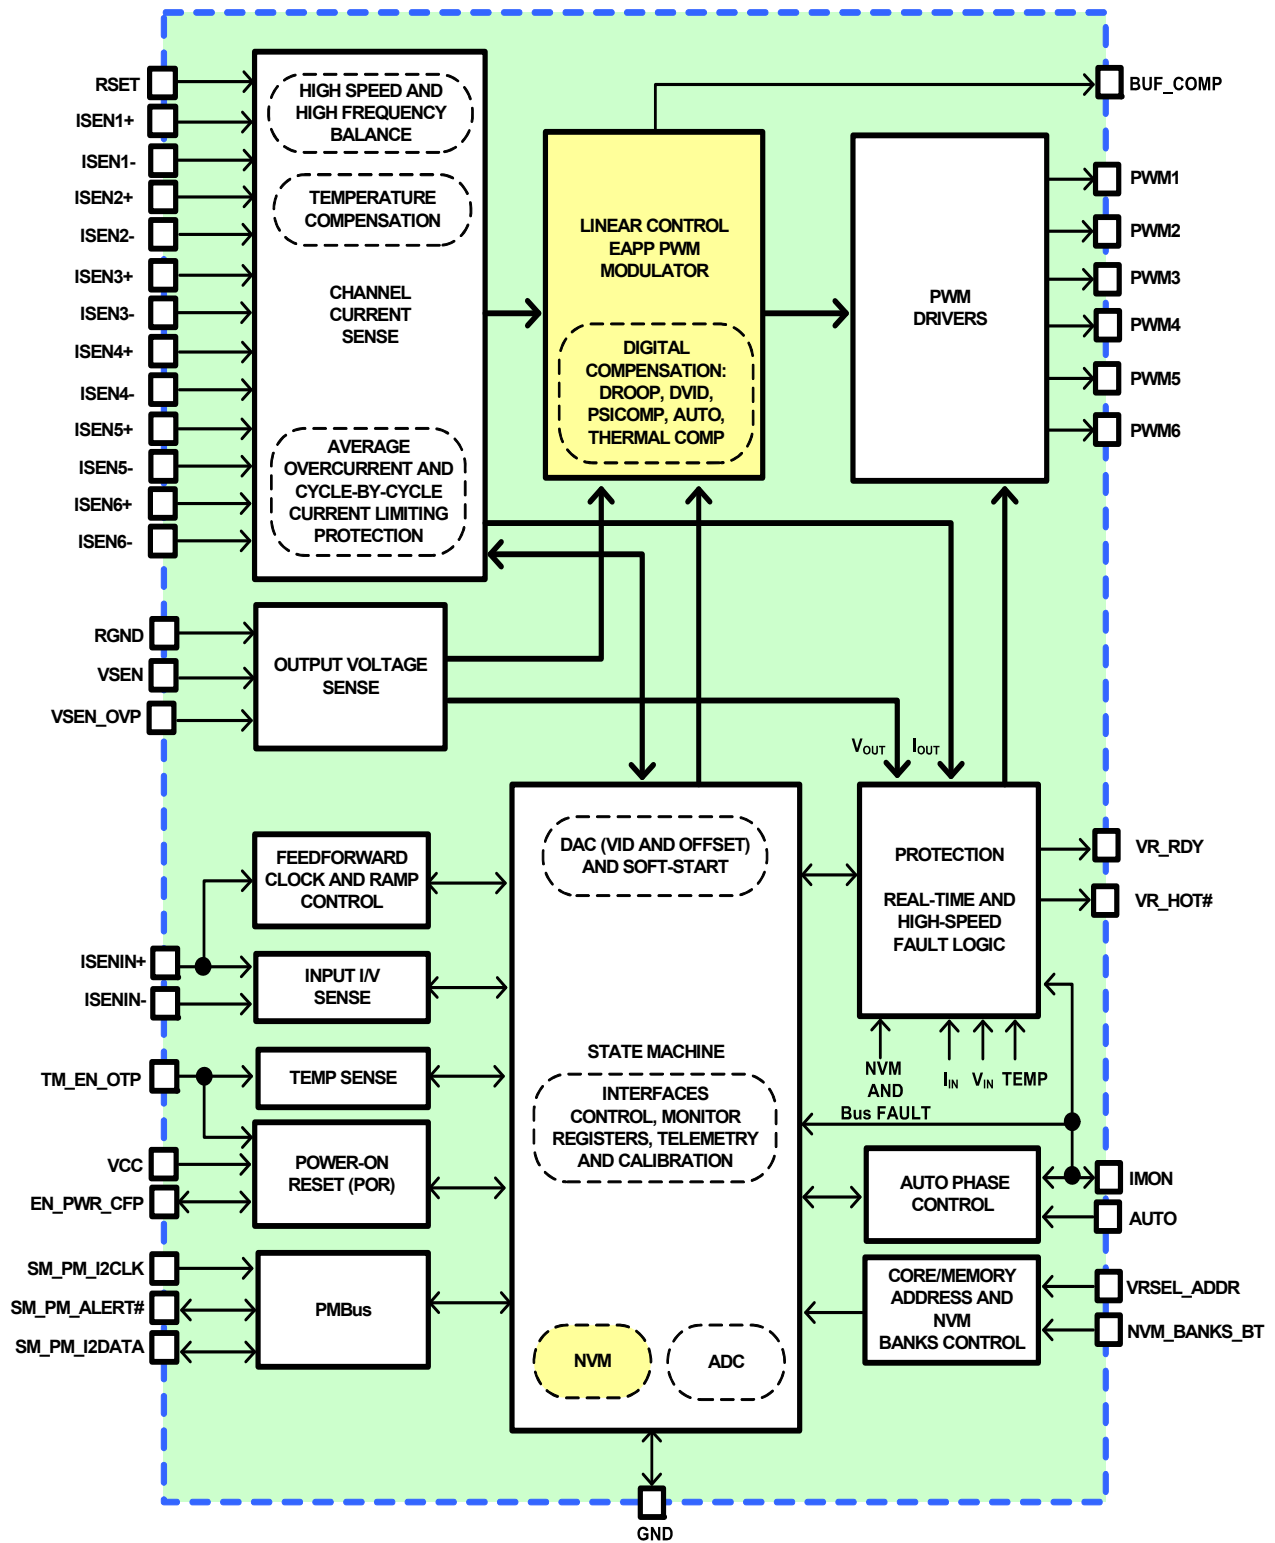 RSET
ISEN1+
ISEN1-
ISEN2+
ISEN2-
ISEN3+
ISEN3-
ISEN4+
ISEN4-
ISEN5+
ISEN5-
ISEN6+
ISEN6-
HIGH SPEED AND
HIGH FREQUENCY
BALANCE
TEMPERATURE
COMPENSATION
CHANNEL
CURRENT
SENSE
AVERAGE
OVERCURRENT AND
CYCLE-BY-CYCLE
CURRENT LIMITING
PROTECTION
LINEAR CONTROL
EAPP PWM
MODULATOR
DIGITAL
COMPENSATION:
DROOP, DVID,
PSICOMP, AUTO,
THERMAL COMP
PWM
DRIVERS
BUF_COMP
PWM1
PWM2
PWM3
PWM4
PWM5
PWM6
RGND
VSEN
VSEN_OVP
OUTPUT VOLTAGE
SENSE
VOUT
IOUT
FEEDFORWARD
CLOCK AND RAMP
CONTROL
ISENIN+
ISENIN-
INPUT I/V
SENSE
TM_EN_OTP
TEMP SENSE
VCC
EN_PWR_CFP
POWER-ON
RESET (POR)
SM_PM_I2CLK
SM_PM_ALERT#
SM_PM_I2DATA
PMBus
DAC (VID AND OFFSET)
AND SOFT-START
STATE MACHINE
INTERFACES
CONTROL, MONITOR
REGISTERS, TELEMETRY
AND CALIBRATION
NVM
ADC
GND
PROTECTION
REAL-TIME AND
HIGH-SPEED
FAULT LOGIC
VR_RDY
VR_HOT#
NVM
AND
Bus FAULT
IIN
VIN
TEMP
AUTO PHASE
CONTROL
IMON
AUTO
CORE/MEMORY
ADDRESS AND
NVM
BANKS CONTROL
VRSEL_ADDR
NVM_BANKS_BT